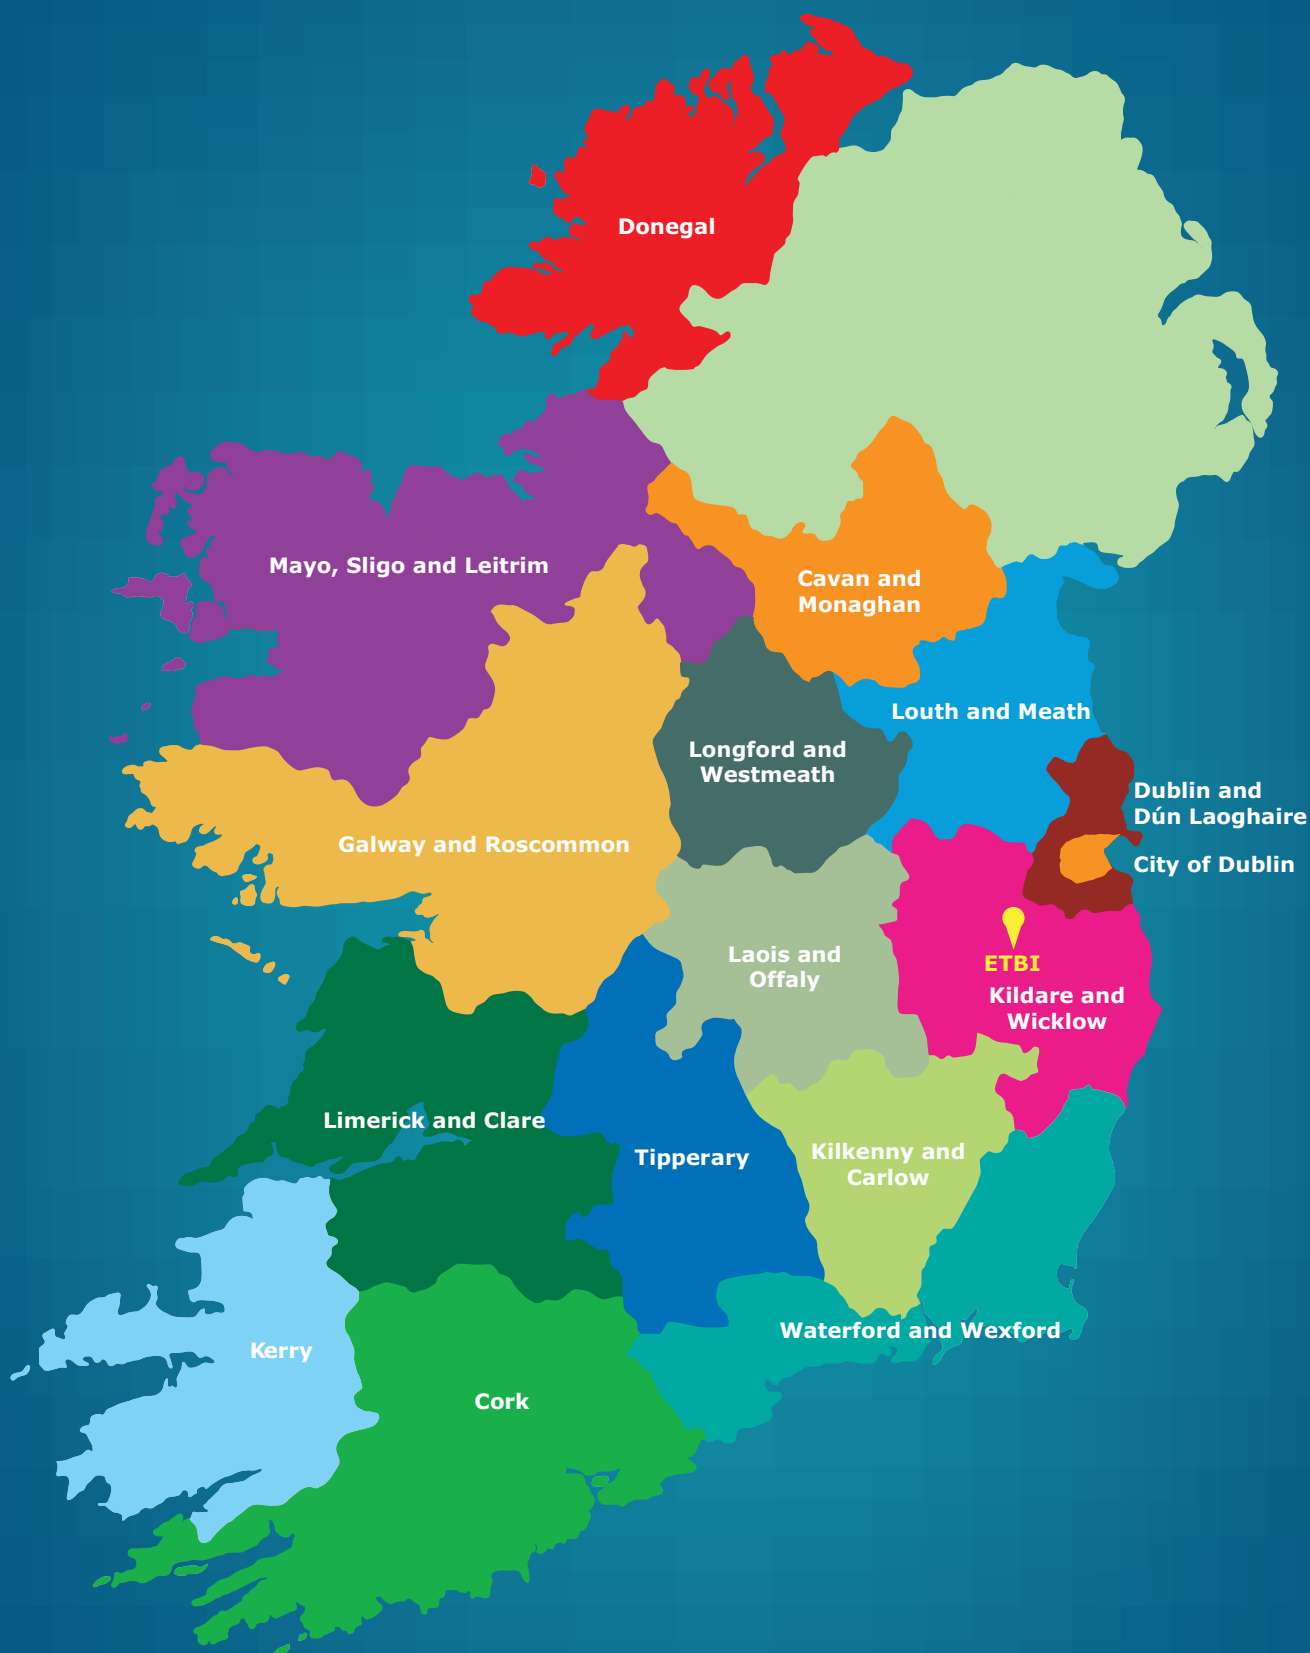 Donegal
Mayo, Sligo and Leitrim
Cavan and
Monaghan
Louth and Meath
Longford and
Westmeath
Dublin and
Dún Laoghaire
Galway and Roscommon
City of Dublin
Laois and
Offaly
ETBI
Kildare and
Wicklow
Limerick and Clare
Tipperary
Kilkenny and
Carlow
Waterford and Wexford
Kerry
Cork